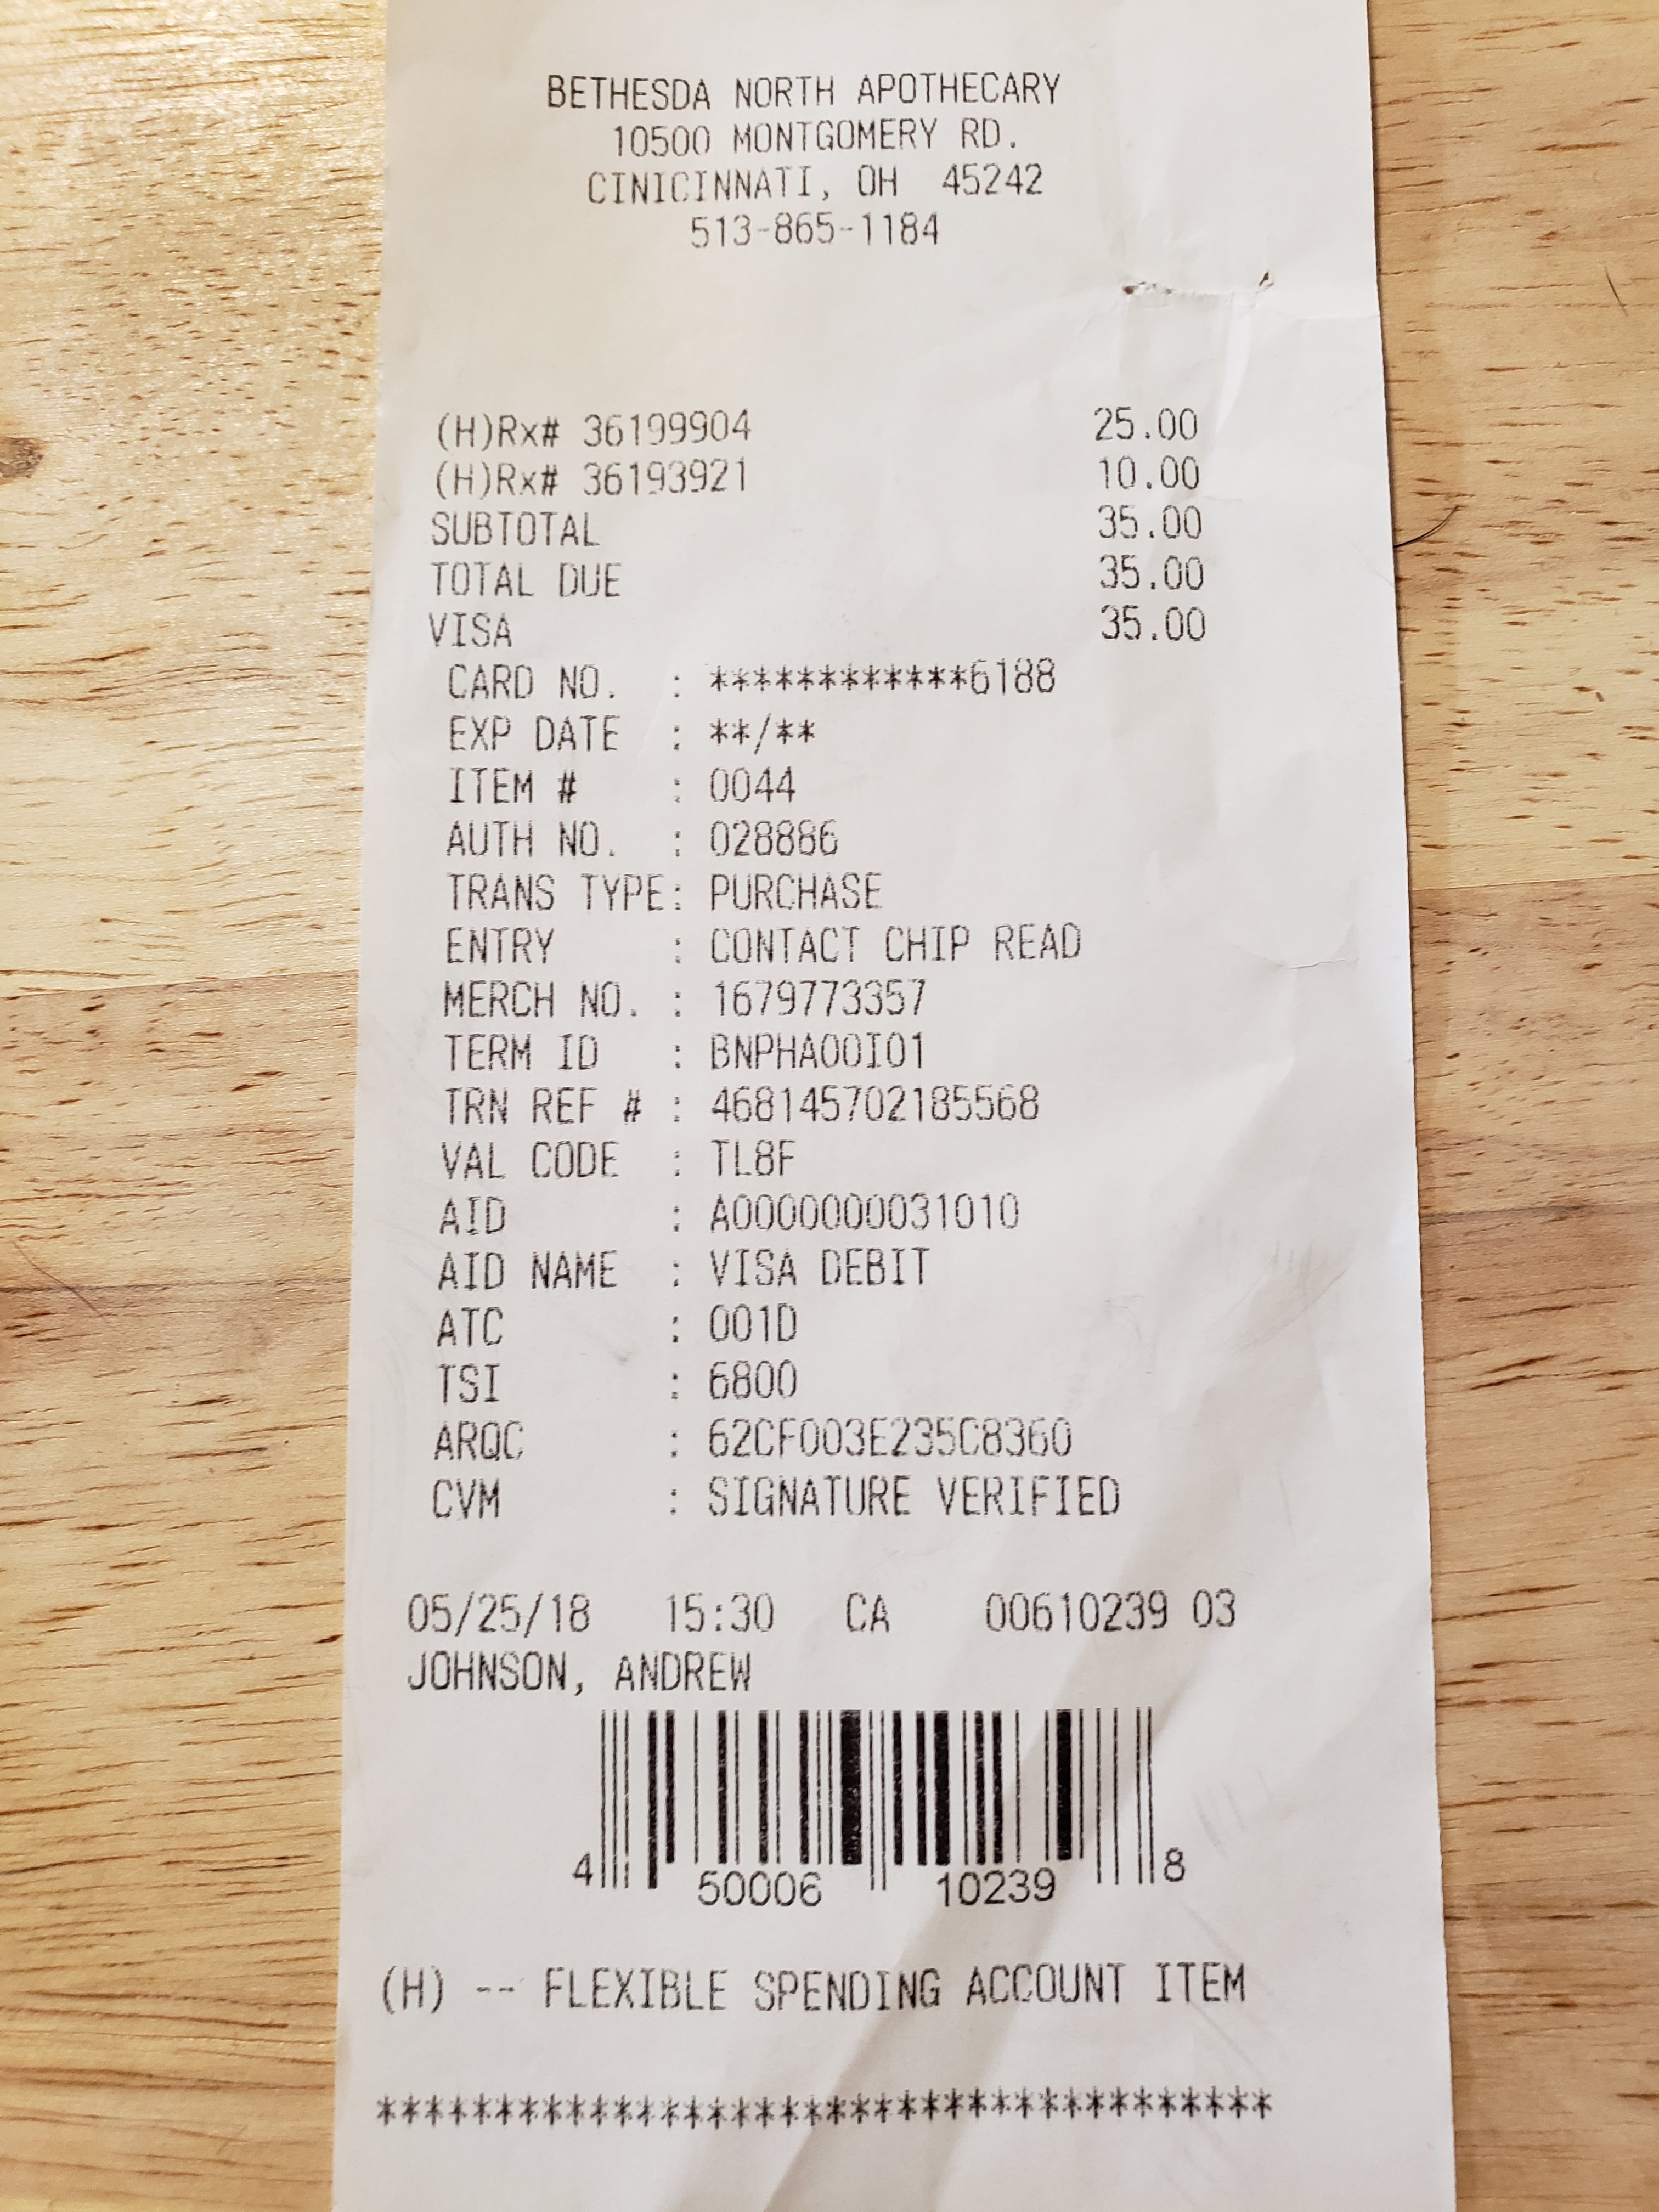 BETHESDA NORTH APOTHECARY
10500 MONTGOMERY RD.
CINICINNATI, OH 45242
513-865-1184
(H)Rx# 36199904 25.00
(H)Rx# 36193921 10.00
SUBTOTAL 35.00
TOTAL DUE 35.00
VISA 35.00
CARD NO. : ************6188
EXP DATE : **/**
ITEM # : 0044
AUTH NO. : 028886
TRANS TYPE: PURCHASE
ENTRY : CONTACT CHIP READ
MERCH NO. : 1679773357
TERM ID : BNPHA00I01
TRN REF # : 468145702185568
VAL CODE : TL8F
AID : A0000000031010
AID NAME : VISA DEBIT
ATC : 001D
TSI : 6800
ARQC : 62CF003E235C8360
CVM : SIGNATURE VERIFIED
05/25/18 15:30 CA 00610239 03
JOHNSON, ANDREW
4 50006 10239 8
(H) -- FLEXIBLE SPENDING ACCOUNT ITEM
**************************************